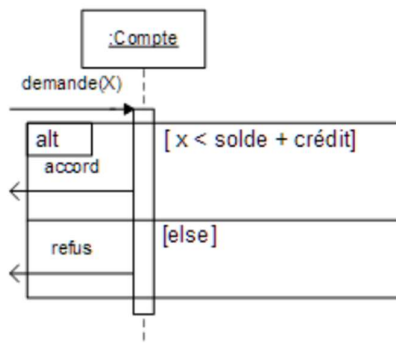 :Compte
demande(X)
alt
[ x < solde + crédit]
accord
[else]
refus